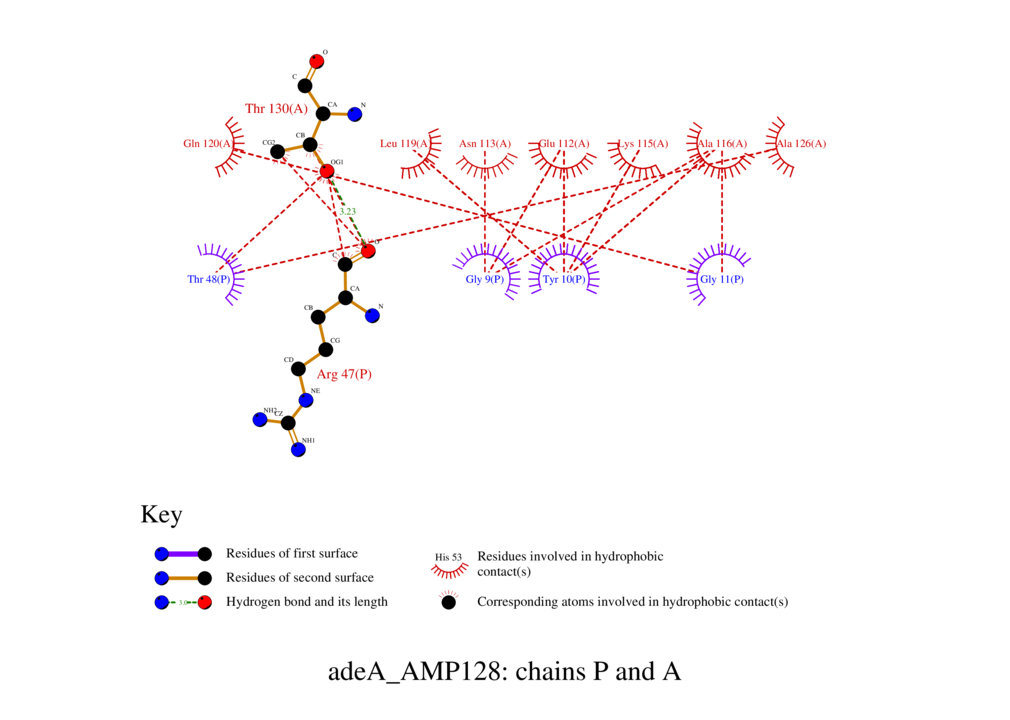 O
C
Thr 130(A)
CA
N
CB
CG2
OG1
Gln 120(A)
Leu 119(A)
Asn 113(A)
Glu 112(A)
Lys 115(A)
Ala 116(A)
Ala 126(A)
3.23
O
C
Thr 48(P)
Gly 9(P)
Tyr 10(P)
Gly 11(P)
CA
N
CB
CG
CD
Arg 47(P)
NE
NH2
CZ
NH1
Key
Residues of first surface
Residues of second surface
3.0
Hydrogen bond and its length
His 53
Residues involved in hydrophobic
contact(s)
Corresponding atoms involved in hydrophobic contact(s)
adeA_AMP128: chains P and A